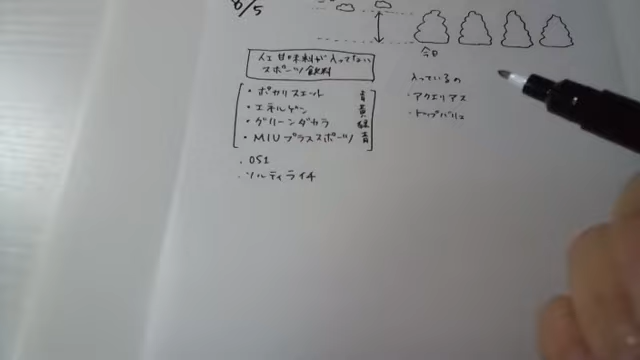 8/5
今日
人工甘味料が入ってない
スポーツ飲料
・ポカリスエット 青
・エネルゲン 黄
・グリーンダカラ 緑
・MIUプラススポーツ 青
・OS1
・ソルティライチ
入っているの
・アクエリアス
・トップバリュ